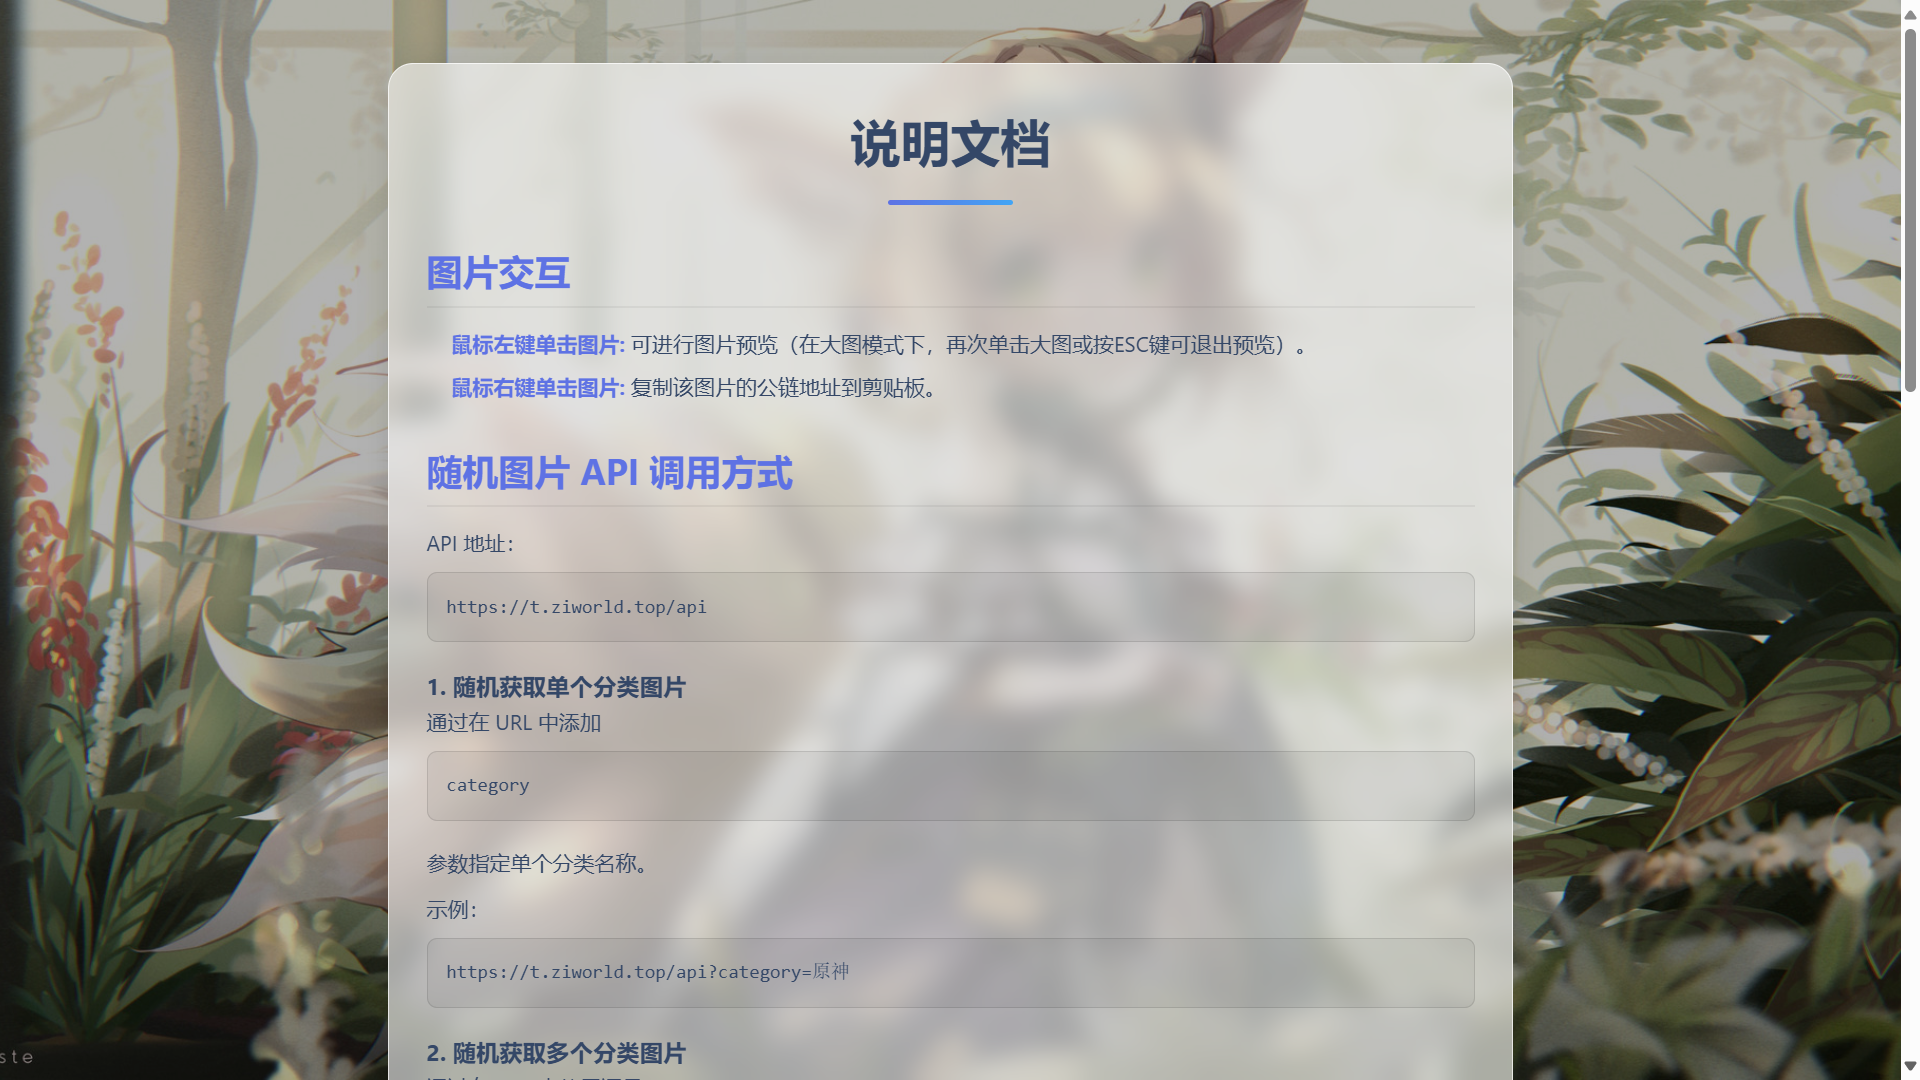 说明文档
图片交互
鼠标左键单击图片: 可进行图片预览（在大图模式下，再次单击大图或按ESC键可退出预览）。
鼠标右键单击图片: 复制该图片的公链地址到剪贴板。
随机图片 API 调用方式
API 地址：
https://t.ziworld.top/api
1. 随机获取单个分类图片
通过在 URL 中添加
category
参数指定单个分类名称。
示例：
https://t.ziworld.top/api?category=原神
2. 随机获取多个分类图片
ste